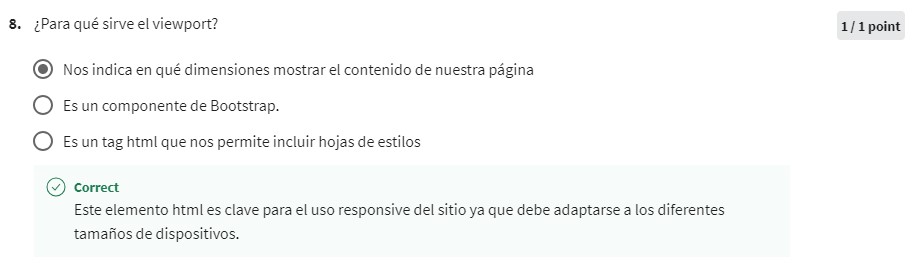 8. ¿Para qué sirve el viewport?
1 / 1 point
Nos indica en qué dimensiones mostrar el contenido de nuestra página
Es un componente de Bootstrap.
Es un tag html que nos permite incluir hojas de estilos
Correct
Este elemento html es clave para el uso responsive del sitio ya que debe adaptarse a los diferentes
tamaños de dispositivos.